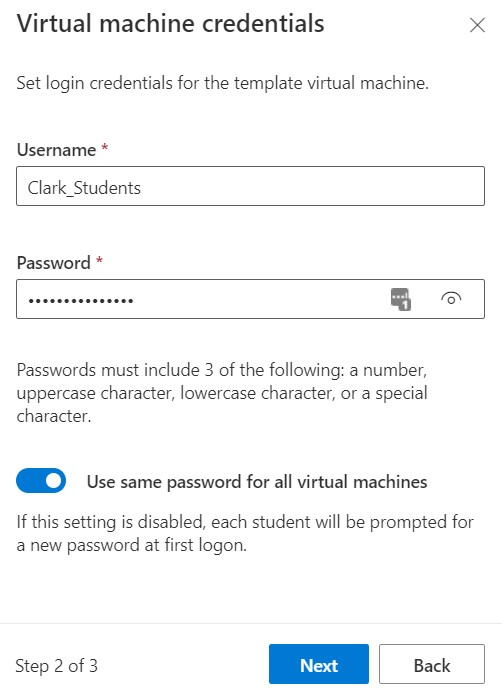 Virtual machine credentials
Set login credentials for the template virtual machine.
Username *
Clark_Students
Password *
•••••••••••••••
1
Passwords must include 3 of the following: a number,
uppercase character, lowercase character, or a special
character.
Use same password for all virtual machines
If this setting is disabled, each student will be prompted for
a new password at first logon.
Step 2 of 3
Next
Back